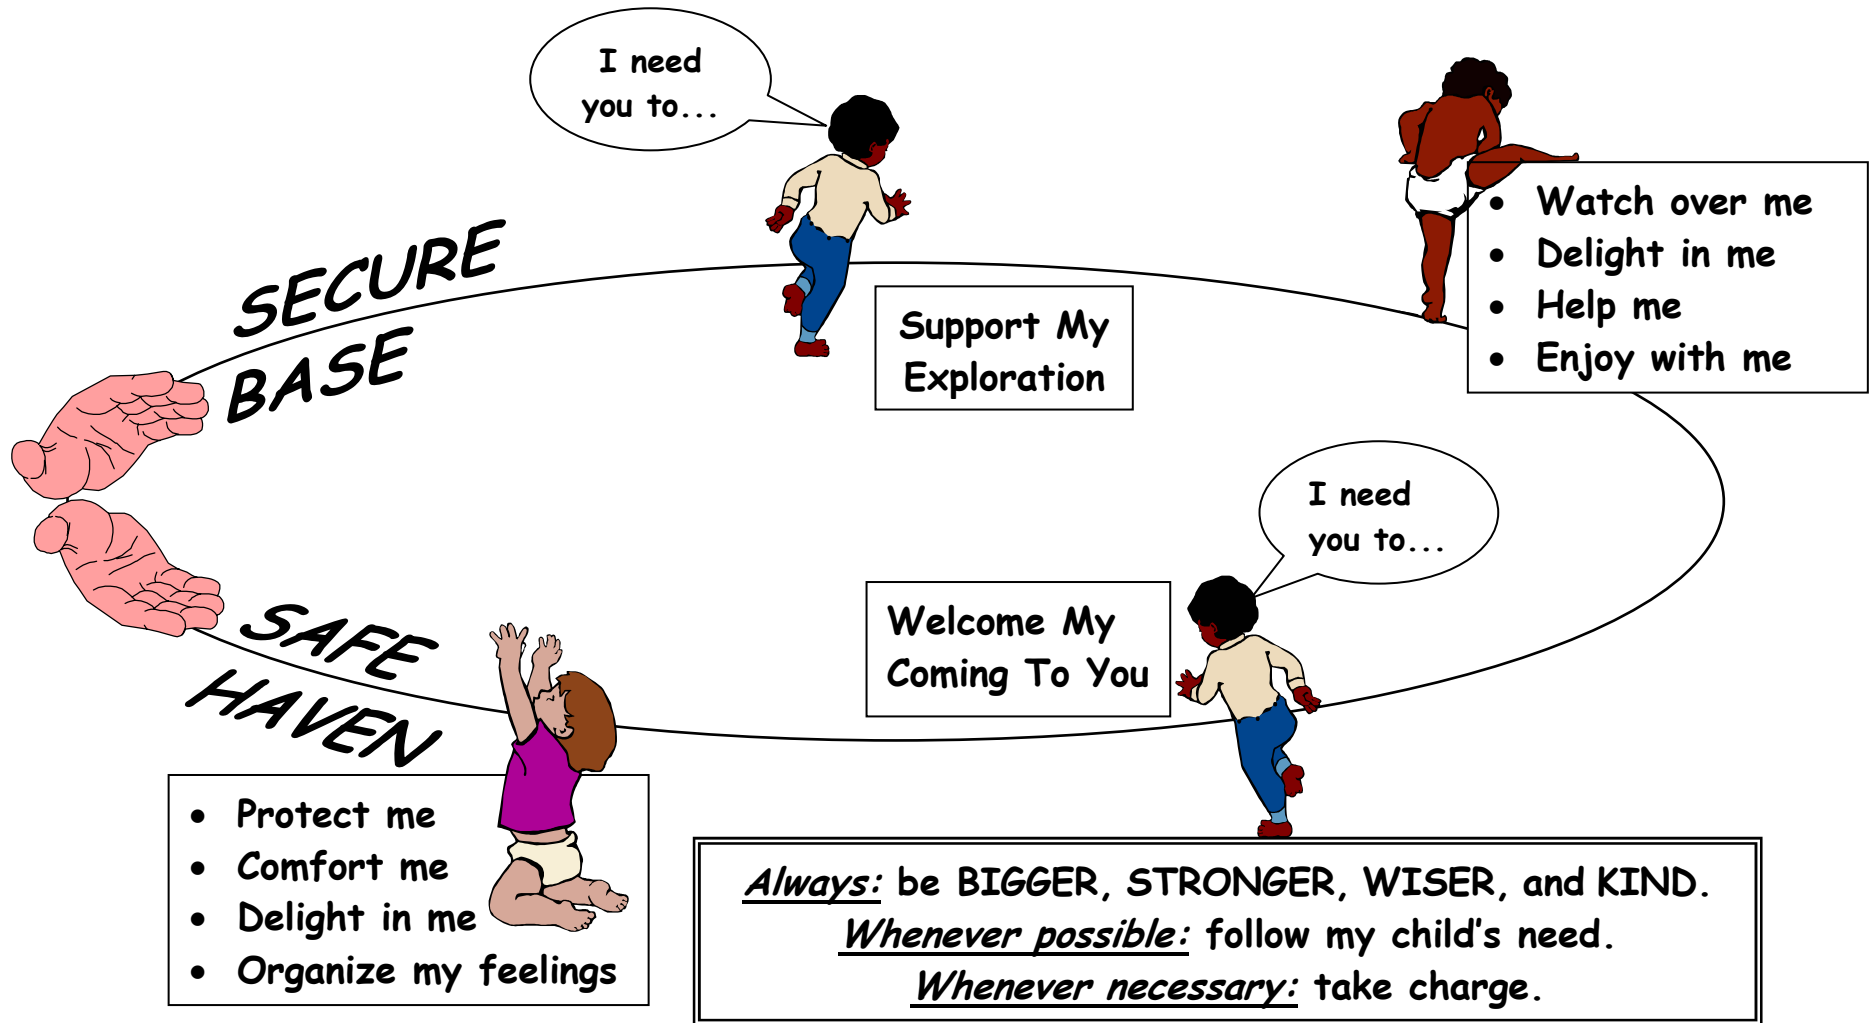 I need
you to...
SECURE
BASE
Support My
Exploration
• Watch over me
• Delight in me
• Help me
• Enjoy with me
I need
you to...
Welcome My
Coming To You
SAFE
HAVEN
• Protect me
• Comfort me
• Delight in me
• Organize my feelings
Always: be BIGGER, STRONGER, WISER, and KIND.
Whenever possible: follow my child's need.
Whenever necessary: take charge.